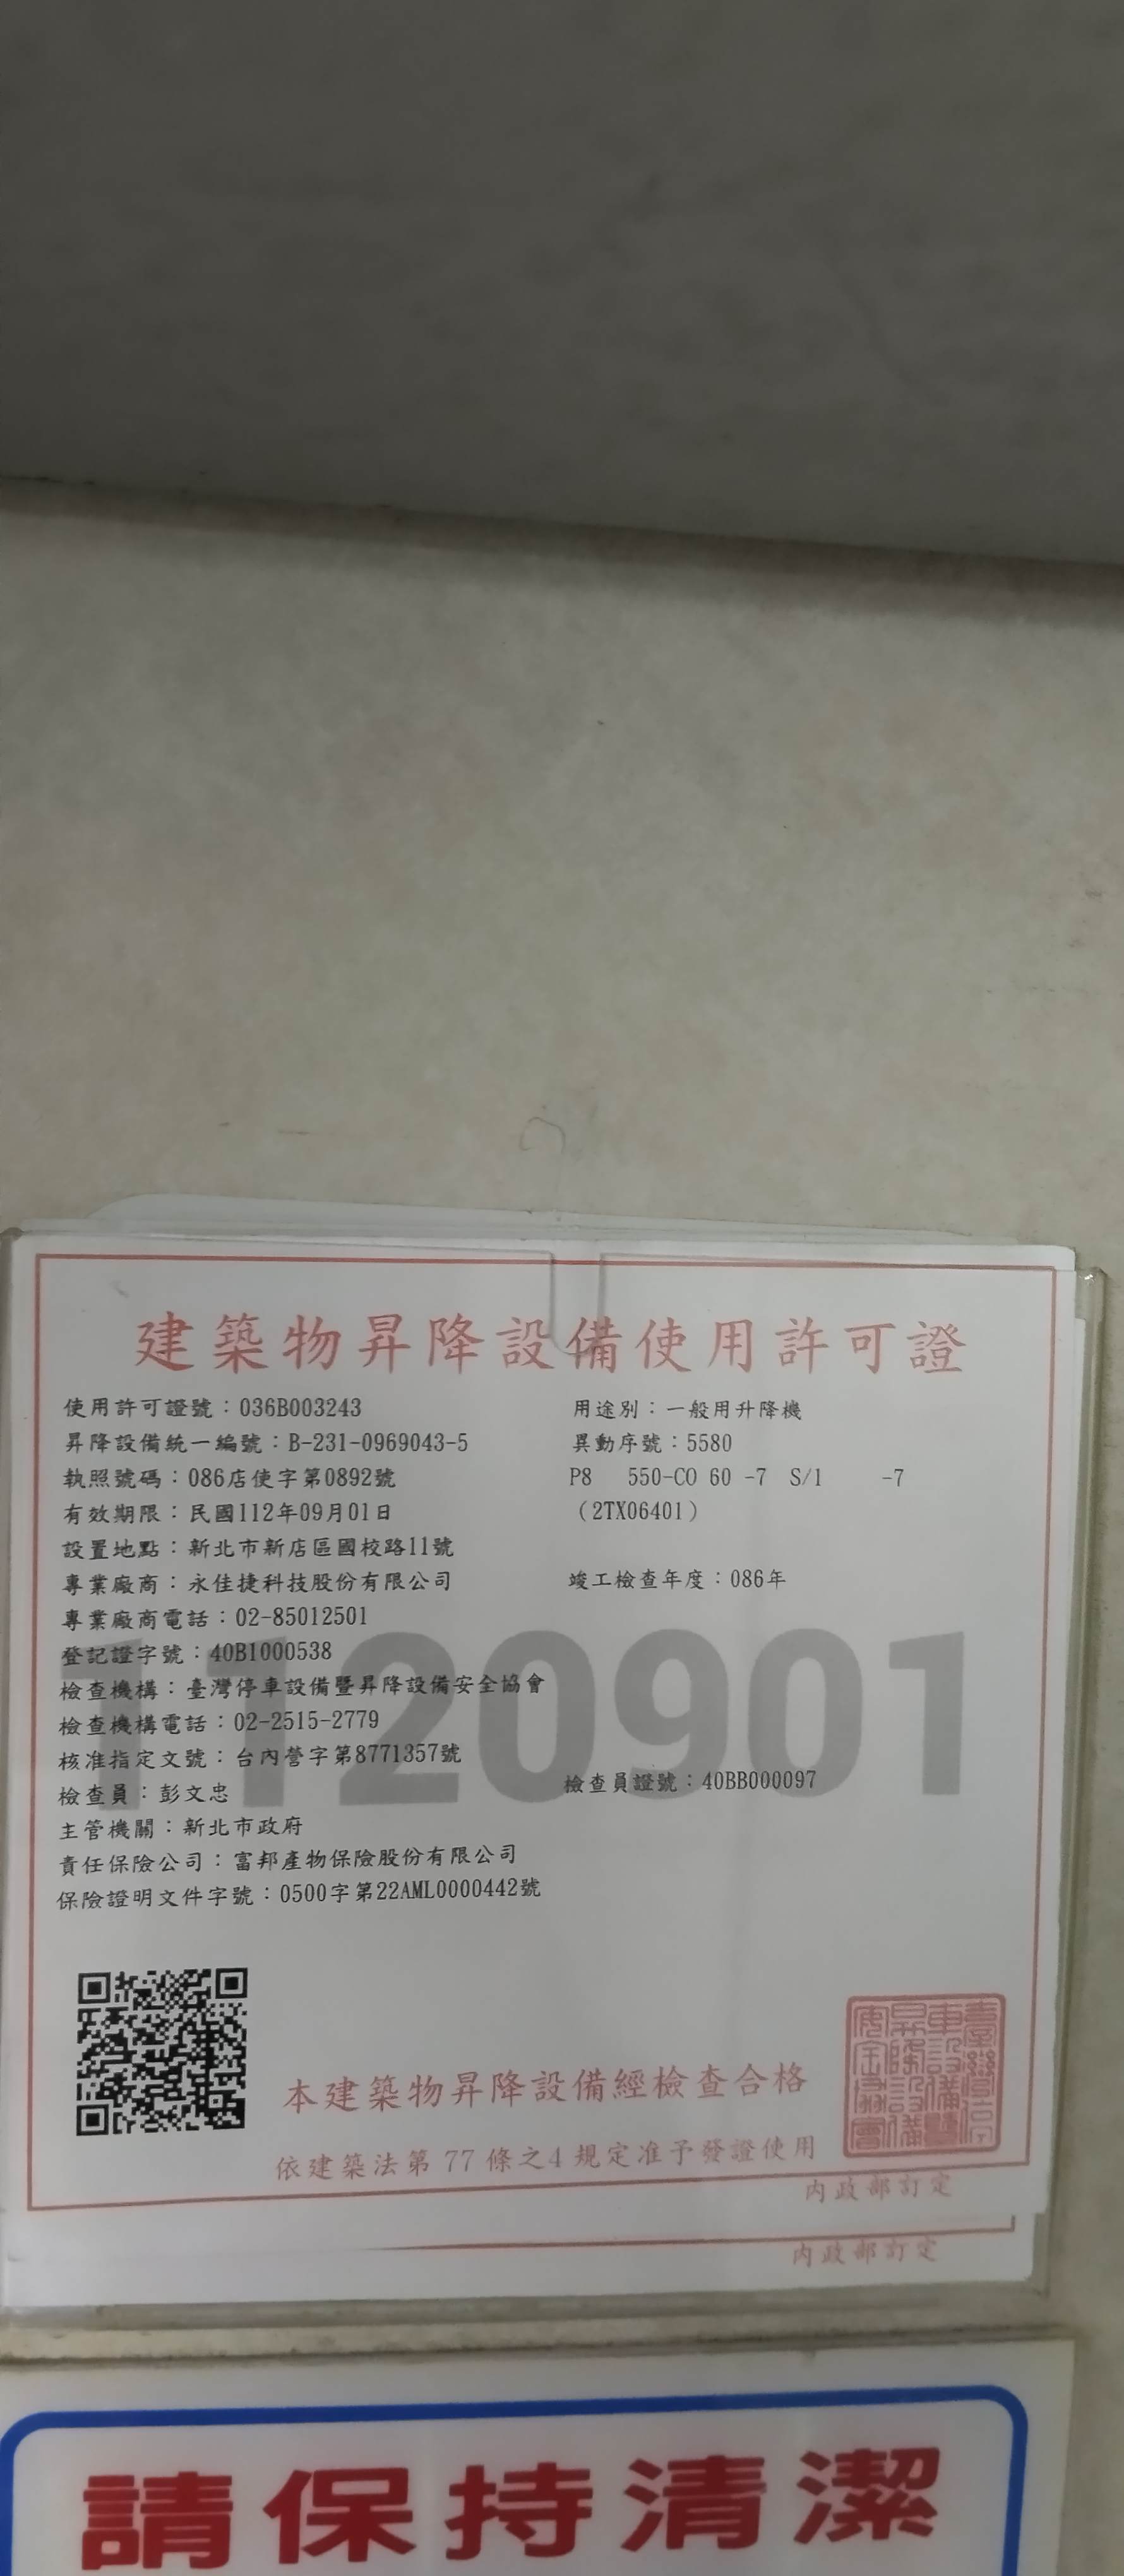 建築物昇降設備使用許可證
使用許可證號：036B003243
用途別：一般用升降機
昇降設備統一編號：B-231-0969043-5
異動序號：5580
執照號碼：086店使字第0892號
P8 550-CO 60 -7 S/1 -7
有效期限：民國112年09月01日
（2TX06401）
設置地點：新北市新店區國校路11號
專業廠商：永佳捷科技股份有限公司
竣工檢查年度：086年
專業廠商電話：02-85012501
登記證字號：40B1000538
1120901
檢查機構：臺灣停車設備暨昇降設備安全協會
檢查機構電話：02-2515-2779
核准指定文號：台內營字第8771357號
檢查員：彭文忠
檢查員證號：40BB000097
主管機關：新北市政府
責任保險公司：富邦產物保險股份有限公司
保險證明文件字號：0500字第22AML0000442號
本建築物昇降設備經檢查合格
依建築法第77條之4規定准予發證使用
內政部訂定
內政部訂定
請保持清潔